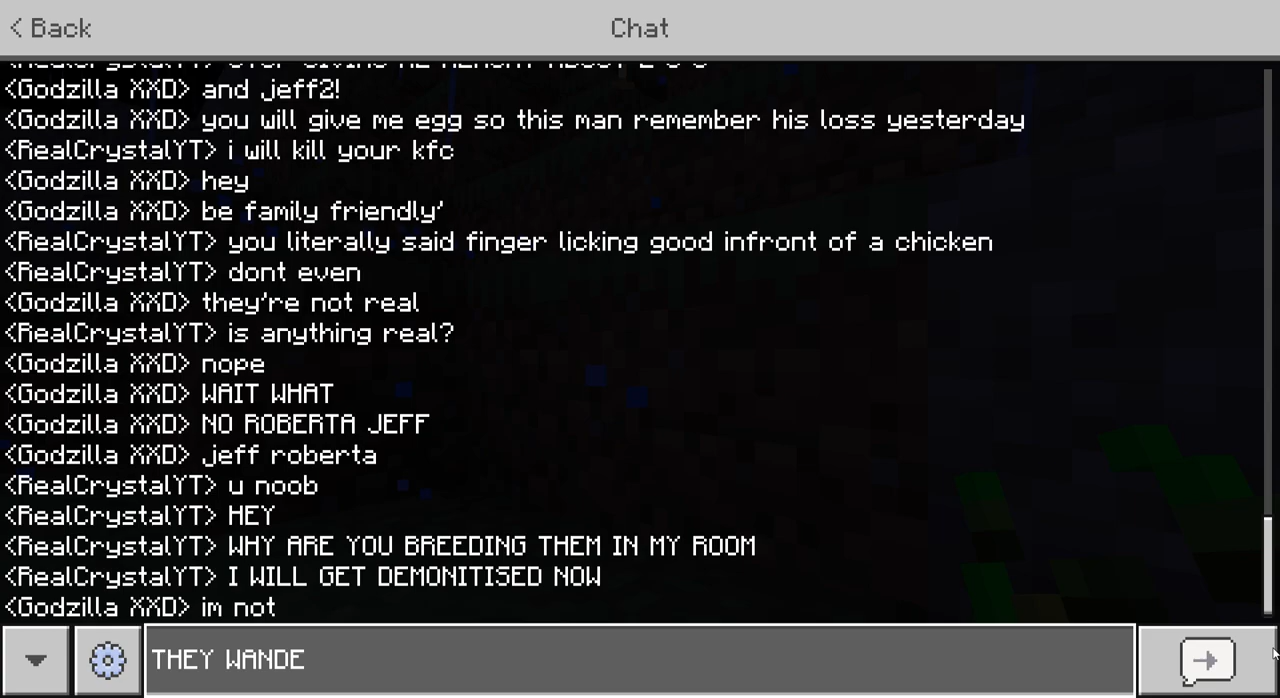 Back
Chat
<Godzilla XXD> and jeff2!
<Godzilla XXD> you will give me egg so this man remember his loss yesterday
<RealCrystalYT> i will kill your kfc
<Godzilla XXD> hey
<Godzilla XXD> be family friendly'
<RealCrystalYT> you literally said finger licking good infront of a chicken
<RealCrystalYT> dont even
<Godzilla XXD> they're not real
<RealCrystalYT> is anything real?
<Godzilla XXD> nope
<Godzilla XXD> WAIT WHAT
<Godzilla XXD> NO ROBERTA JEFF
<Godzilla XXD> jeff roberta
<RealCrystalYT> u noob
<RealCrystalYT> HEY
<RealCrystalYT> WHY ARE YOU BREEDING THEM IN MY ROOM
<RealCrystalYT> I WILL GET DEMONITISED NOW
<Godzilla XXD> im not
THEY WANDE